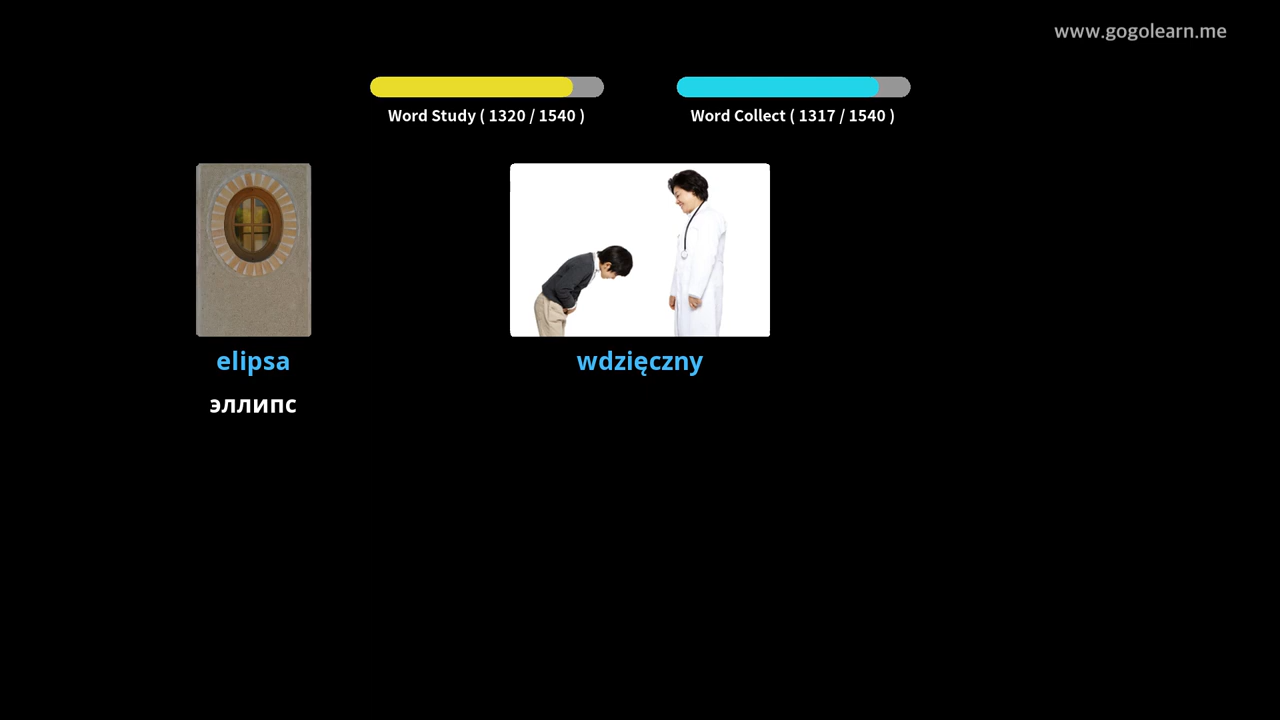 www.gogolearn.me
Word Study ( 1320 / 1540 )
Word Collect ( 1317 / 1540 )
elipsa
эллипс
wdzięczny